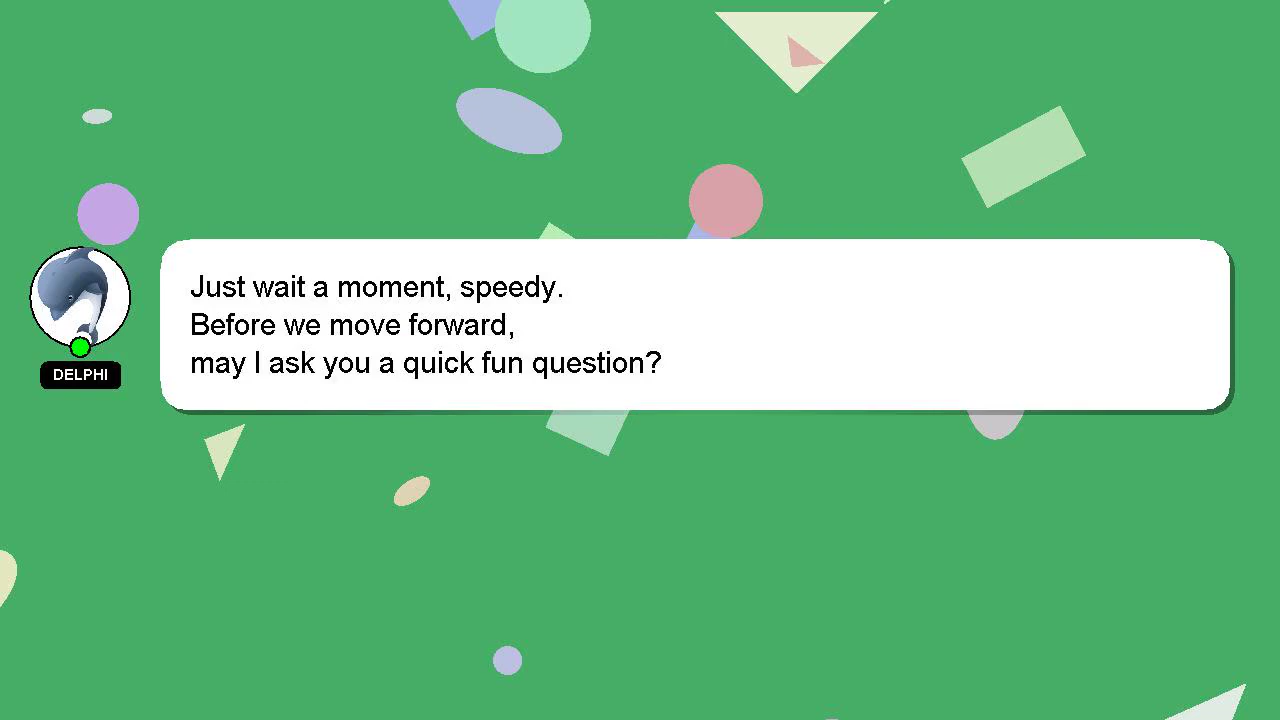 Just wait a moment, speedy.
Before we move forward,
may I ask you a quick fun question?
DELPHI